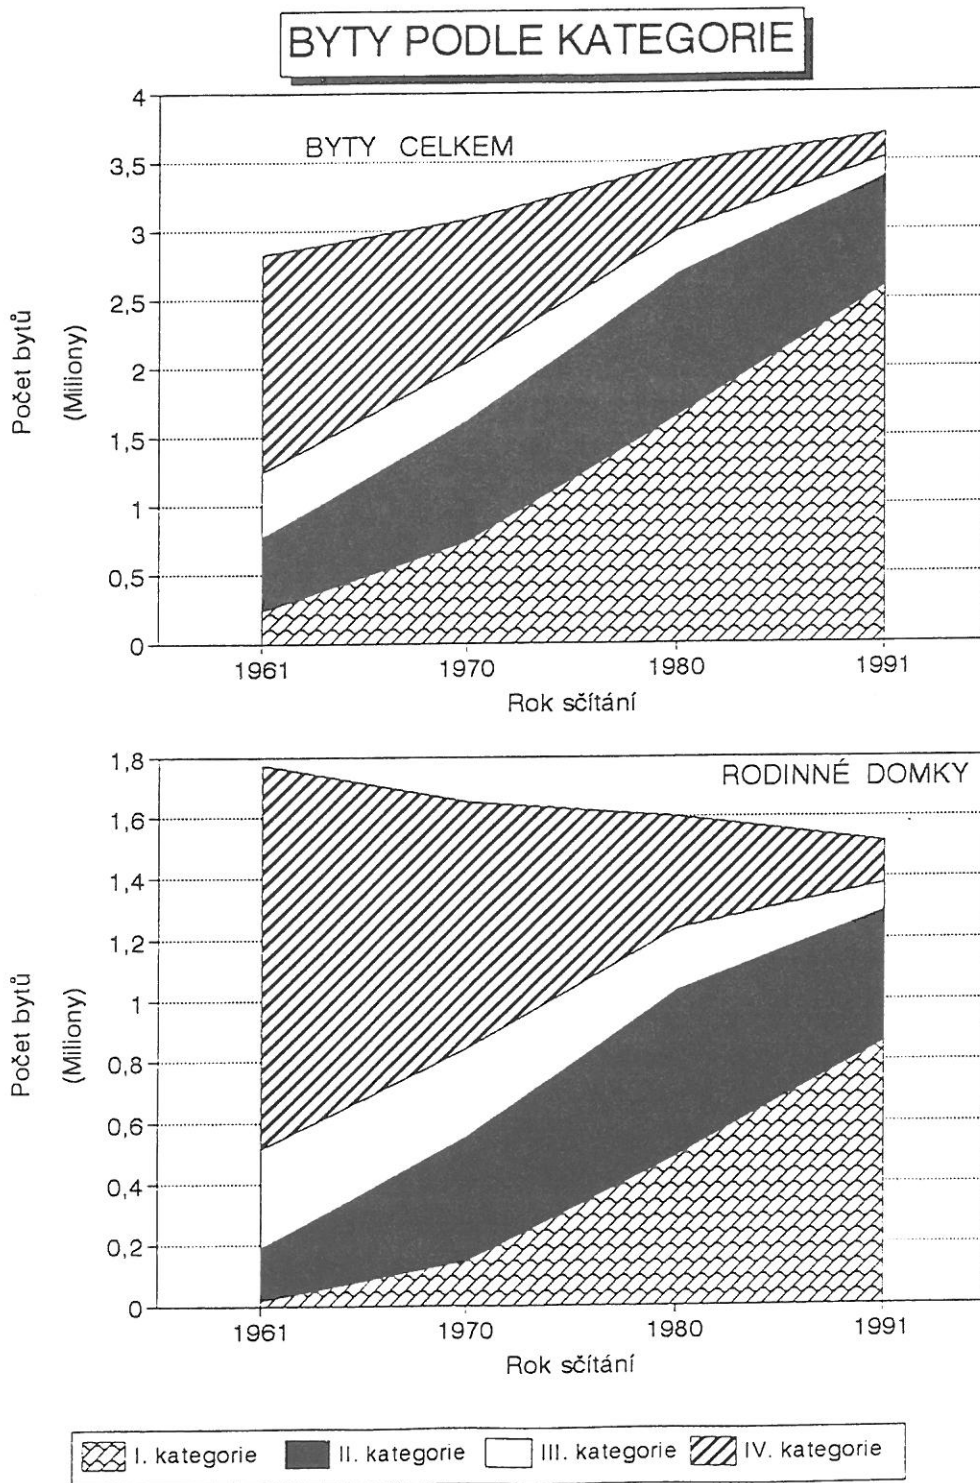 BYTY PODLE KATEGORIE
BYTY CELKEM
4
3,5
3
2,5
2
1,5
1
0,5
0
Počet bytů
(Miliony)
1961 1970 1980 1991
Rok sčítání
RODINNÉ DOMKY
1,8
1,6
1,4
1,2
1
0,8
0,6
0,4
0,2
0
Počet bytů
(Miliony)
1961 1970 1980 1991
Rok sčítání
I. kategorie II. kategorie III. kategorie IV. kategorie